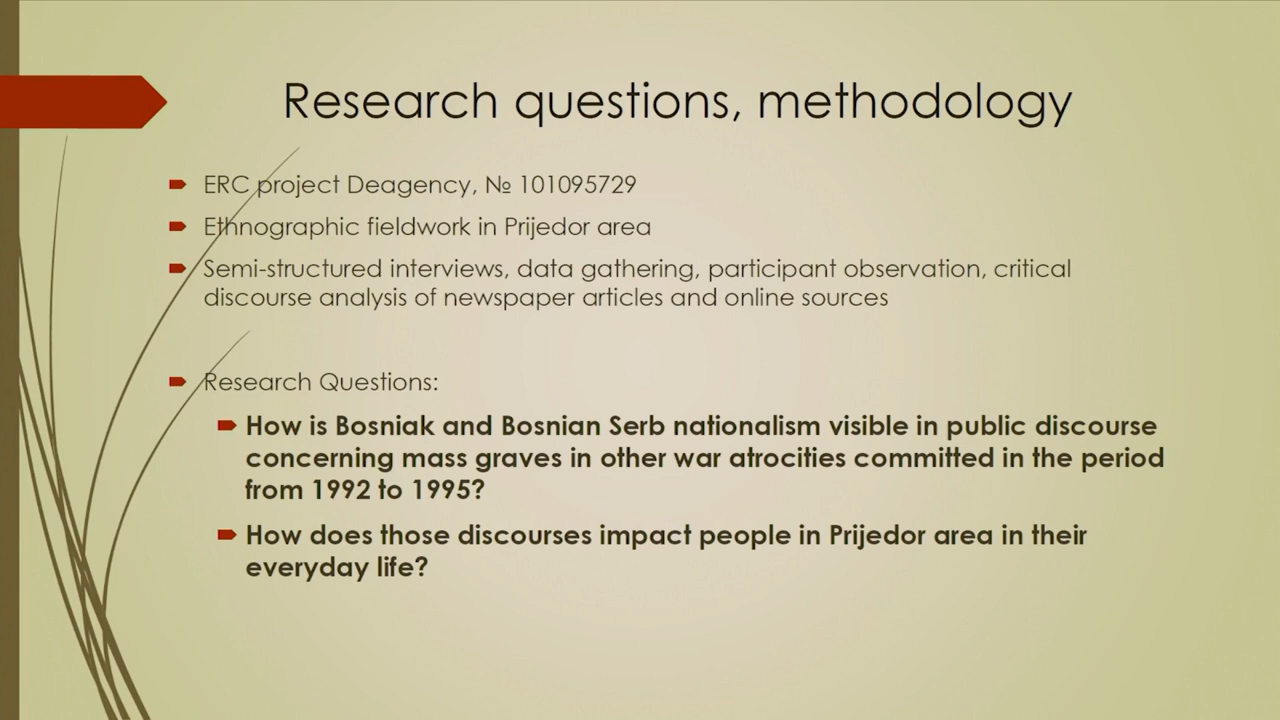 Research questions, methodology
ERC project Deagency, № 101095729
Ethnographic fieldwork in Prijedor area
Semi-structured interviews, data gathering, participant observation, critical
discourse analysis of newspaper articles and online sources
Research Questions:
How is Bosniak and Bosnian Serb nationalism visible in public discourse
concerning mass graves in other war atrocities committed in the period
from 1992 to 1995?
How does those discourses impact people in Prijedor area in their
everyday life?